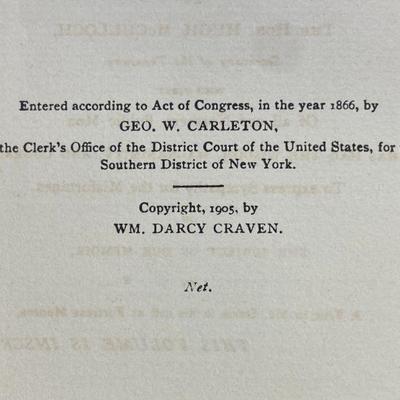 Entered according to Act of Congress, in the year 1866, by
GEO. W. CARLETON,
the Clerk's Office of the District Court of the United States, for
Southern District of New York.
Copyright, 1905, by
WM. DARCY CRAVEN.
Net.